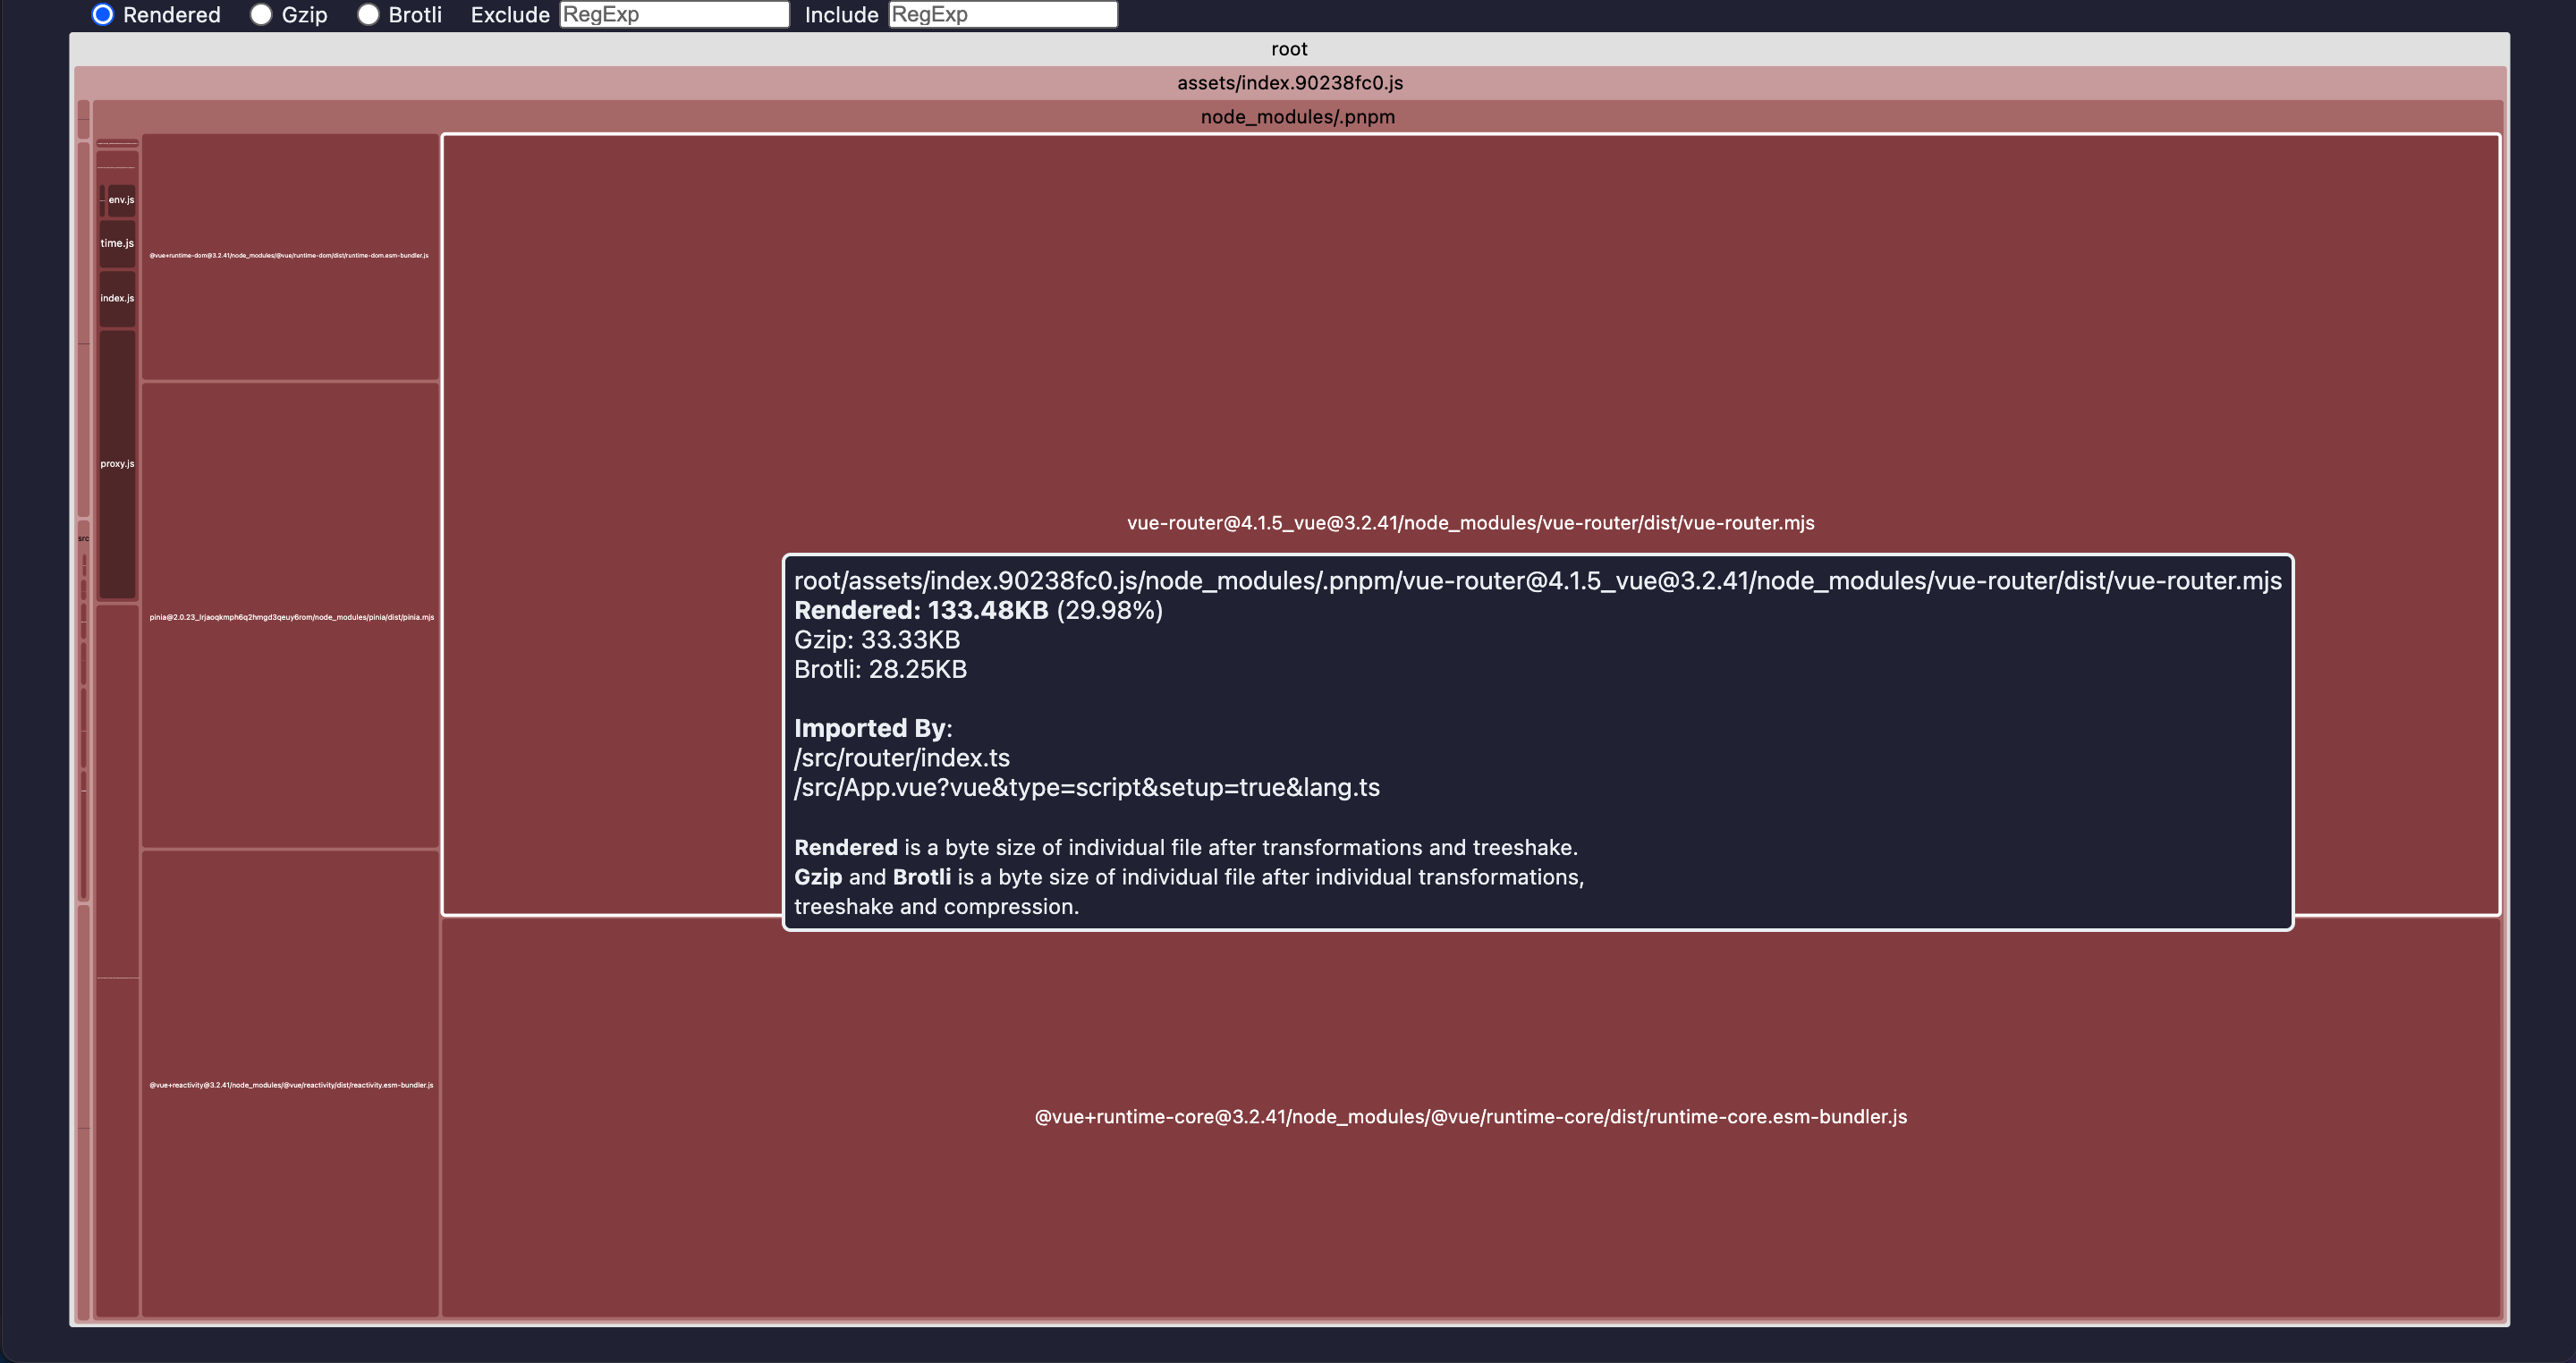 Rendered Gzip Brotli Exclude RegExp Include RegExp
root
assets/index.90238fc0.js
node_modules/.pnpm
env.js
time.js
index.js
proxy.js
src
@vue+runtime-dom@3.2.41/node_modules/@vue/runtime-dom/dist/runtime-dom.esm-bundler.js
pinia@2.0.23_lrjaoqkmph6q2hmgd3qeuy6rom/node_modules/pinia/dist/pinia.mjs
@vue+reactivity@3.2.41/node_modules/@vue/reactivity/dist/reactivity.esm-bundler.js
vue-router@4.1.5_vue@3.2.41/node_modules/vue-router/dist/vue-router.mjs
root/assets/index.90238fc0.js/node_modules/.pnpm/vue-router@4.1.5_vue@3.2.41/node_modules/vue-router/dist/vue-router.mjs
Rendered: 133.48KB (29.98%)
Gzip: 33.33KB
Brotli: 28.25KB
Imported By:
/src/router/index.ts
/src/App.vue?vue&type=script&setup=true&lang.ts
Rendered is a byte size of individual file after transformations and treeshake.
Gzip and Brotli is a byte size of individual file after individual transformations,
treeshake and compression.
@vue+runtime-core@3.2.41/node_modules/@vue/runtime-core/dist/runtime-core.esm-bundler.js